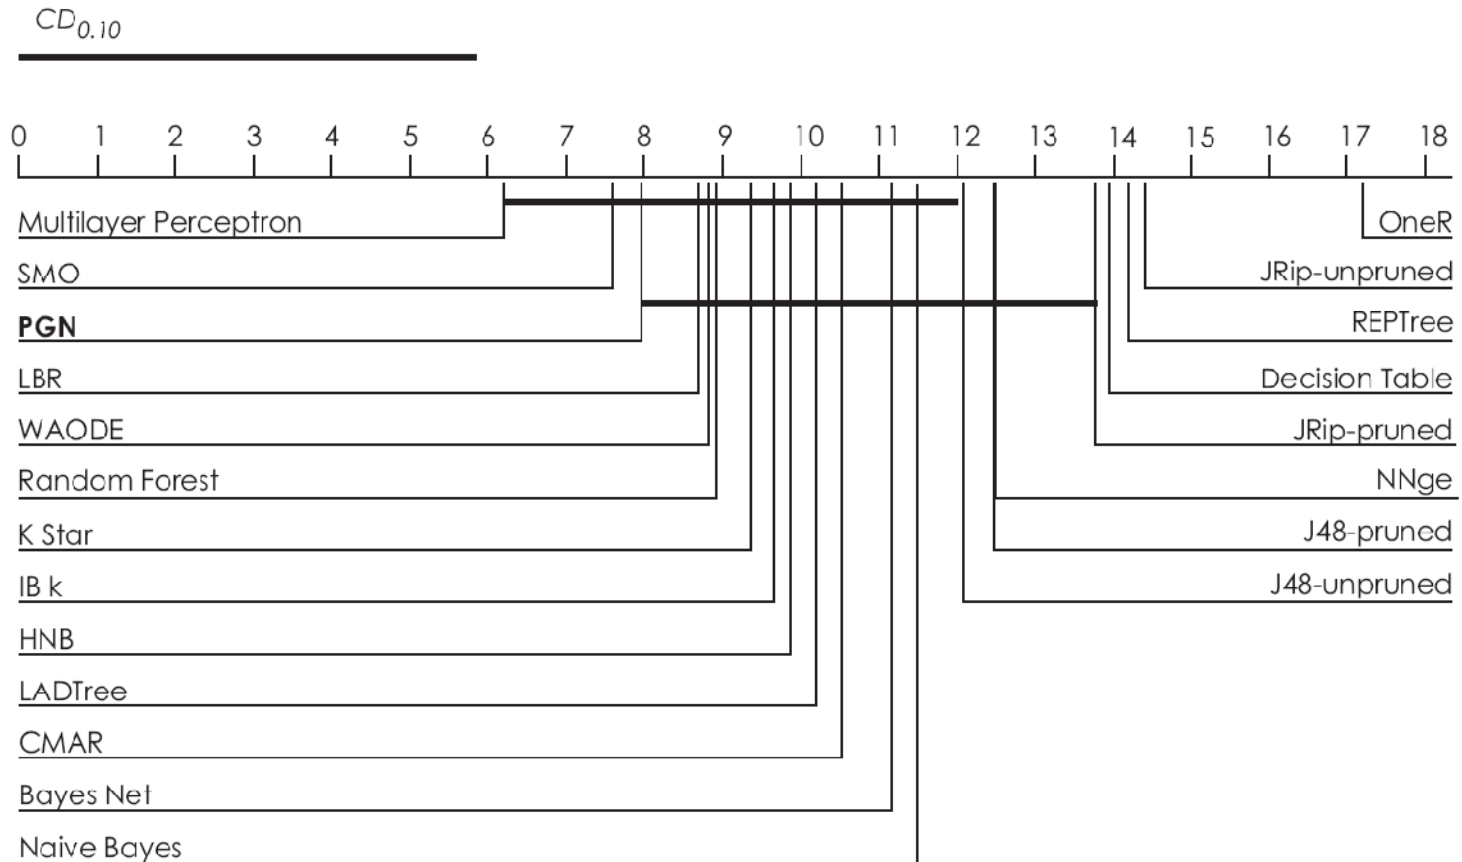 CD0.10
0 1 2 3 4 5 6 7 8 9 10 11 12 13 14 15 16 17 18
Multilayer Perceptron OneR
SMO JRip-unpruned
PGN REPTree
LBR Decision Table
WAODE JRip-pruned
Random Forest NNge
K Star J48-pruned
IB k J48-unpruned
HNB
LADTree
CMAR
Bayes Net
Naive Bayes